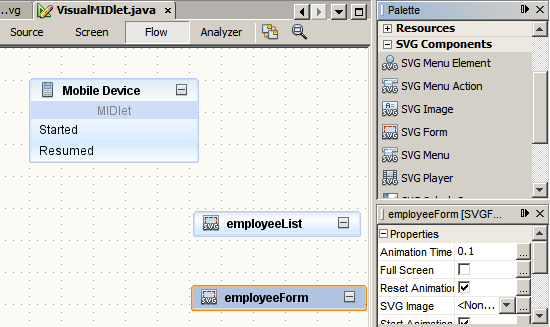 ..vg VisualMIDlet.java
Source Screen Flow Analyzer
Mobile Device
MIDlet
Started
Resumed
SVG employeeList
SVG employeeForm
Palette
Resources
SVG Components
SVG Menu Element
SVG Menu Action
SVG Image
SVG Form
SVG Menu
SVG Player
employeeForm [SVGF...
Properties
Animation Time 0.1 ...
Full Screen ...
Reset Animation ...
SVG Image <Non... ...